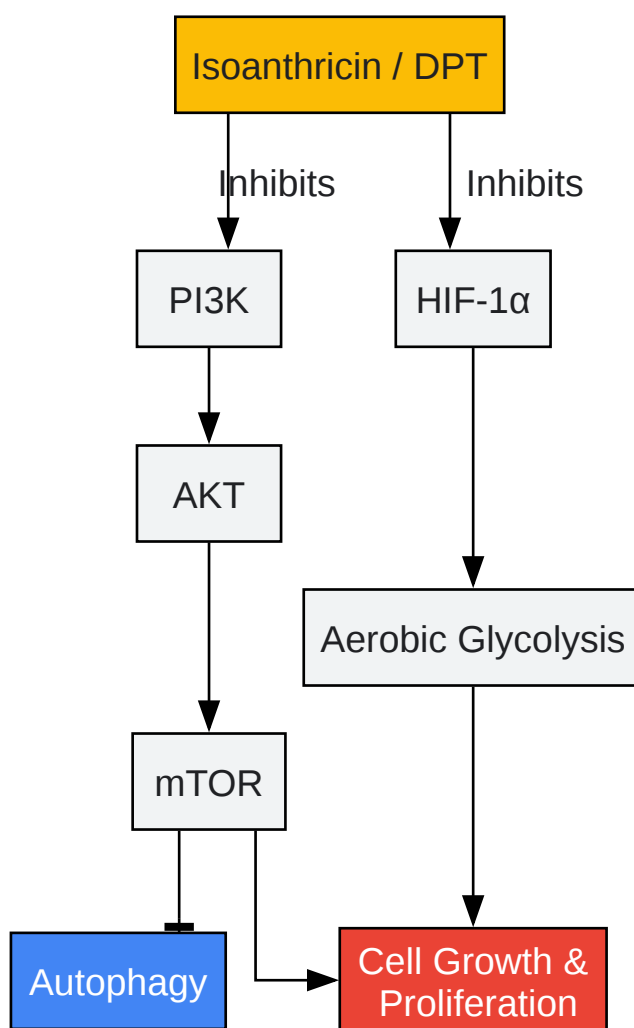 Isoanthricin / DPT
Inhibits
Inhibits
PI3K
HIF-1α
AKT
Aerobic Glycolysis
mTOR
Autophagy
Cell Growth &
Proliferation